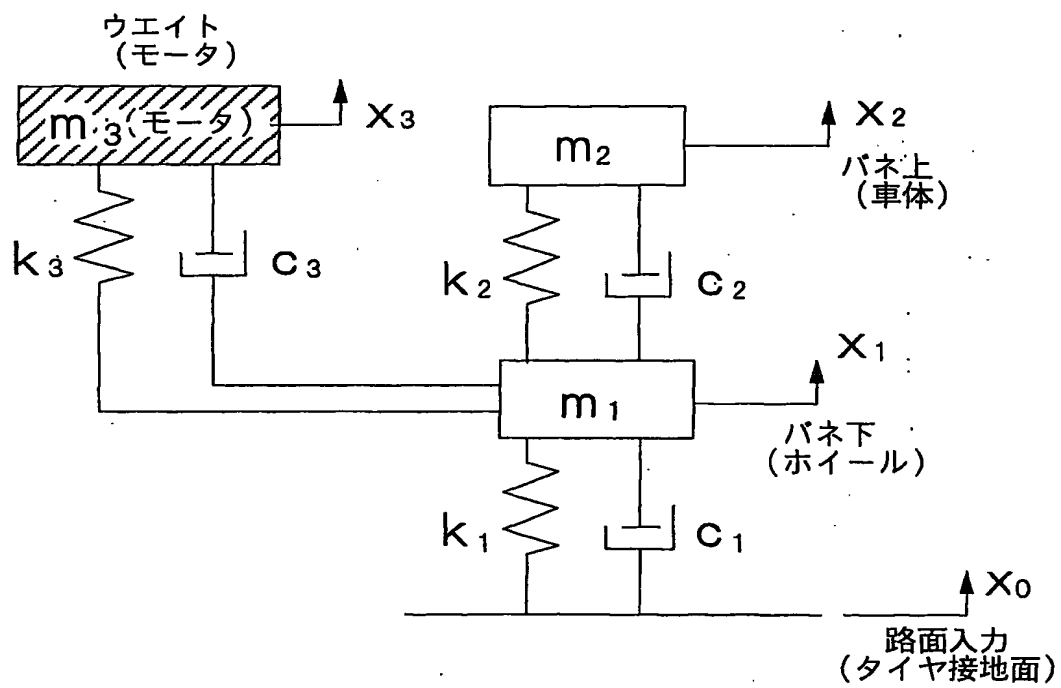 ウエイト
(モータ)
m3(モータ)
x3
k3
c3
m2
x2
バネ上
(車体)
k2
c2
x1
m1
バネ下
(ホイール)
k1
c1
x0
路面入力
(タイヤ接地面)